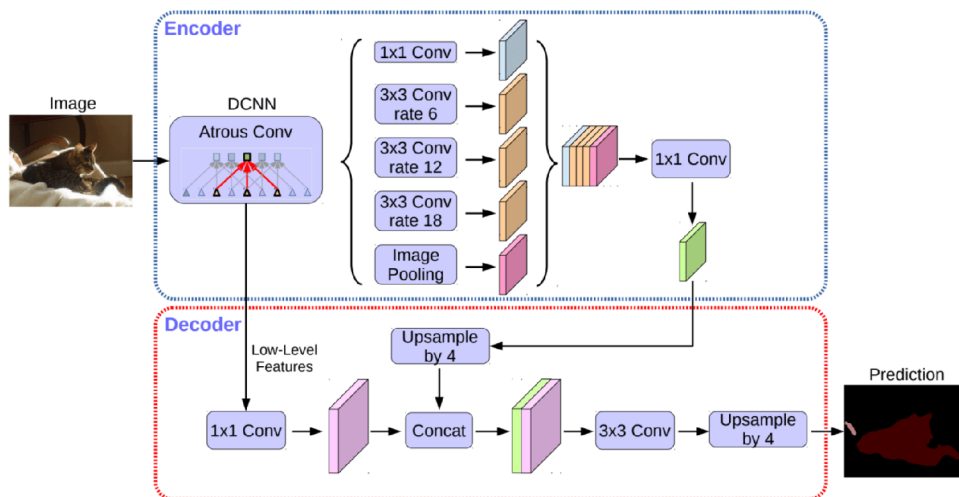 Encoder
1x1 Conv
Image
DCNN
3x3 Conv
rate 6
Atrous Conv
3x3 Conv
rate 12
1x1 Conv
3x3 Conv
rate 18
Image
Pooling
Decoder
Upsample
by 4
Low-Level
Features
Prediction
1x1 Conv
Concat
3x3 Conv
Upsample
by 4